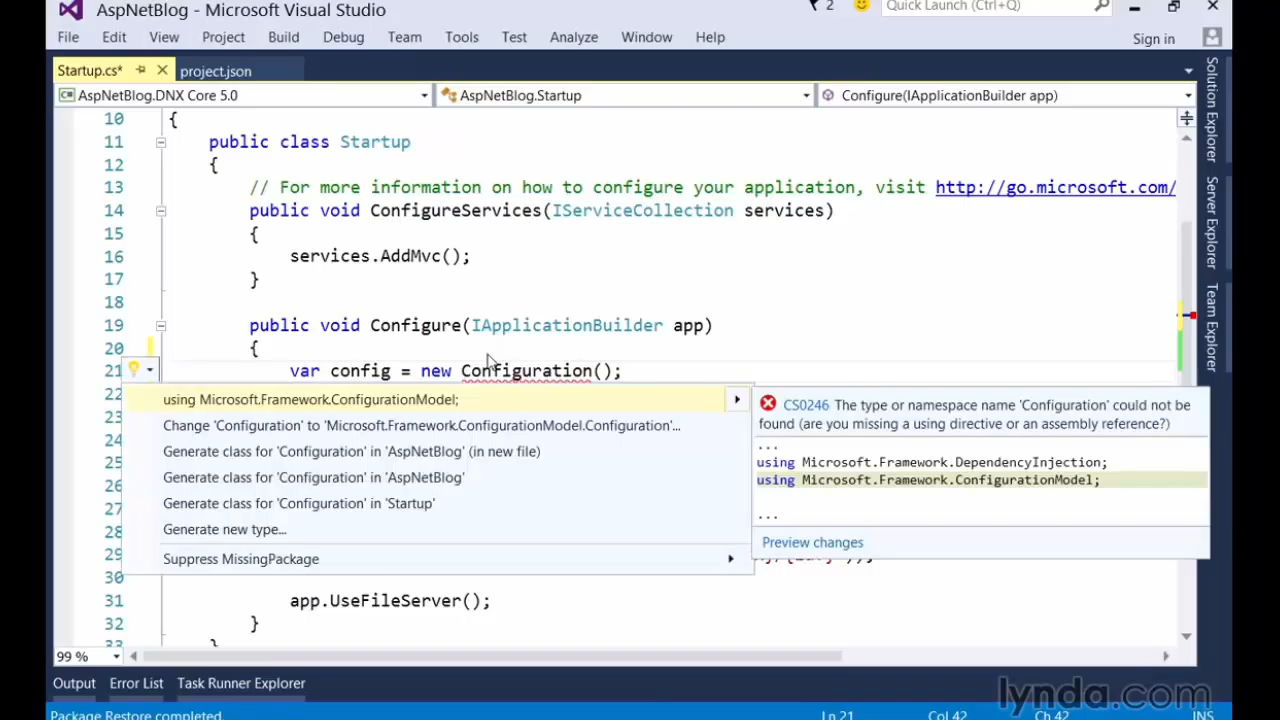 AspNetBlog - Microsoft Visual Studio
2
Quick Launch (Ctrl+Q)
File Edit View Project Build Debug Team Tools Test Analyze Window Help
Sign in
Startup.cs* project.json
AspNetBlog.DNX Core 5.0 AspNetBlog.Startup Configure(IApplicationBuilder app)
Solution Explorer
Server Explorer
Team Explorer
10 {
11 public class Startup
12 {
13 // For more information on how to configure your application, visit http://go.microsoft.com/
14 public void ConfigureServices(IServiceCollection services)
15 {
16 services.AddMvc();
17 }
18
19 public void Configure(IApplicationBuilder app)
20 {
21 var config = new Configuration();
22
23
24
25
26
27
28
29
30
31 app.UseFileServer();
32 }
33 }
using Microsoft.Framework.ConfigurationModel;
Change 'Configuration' to 'Microsoft.Framework.ConfigurationModel.Configuration'...
Generate class for 'Configuration' in 'AspNetBlog' (in new file)
Generate class for 'Configuration' in 'AspNetBlog'
Generate class for 'Configuration' in 'Startup'
Generate new type...
Suppress MissingPackage
CS0246 The type or namespace name 'Configuration' could not be
found (are you missing a using directive or an assembly reference?)
...
using Microsoft.Framework.DependencyInjection;
using Microsoft.Framework.ConfigurationModel;
...
Preview changes
99 %
Output Error List Task Runner Explorer
lynda.com
Package Restore completed Ln 21 Col 42 Ch 42 INS